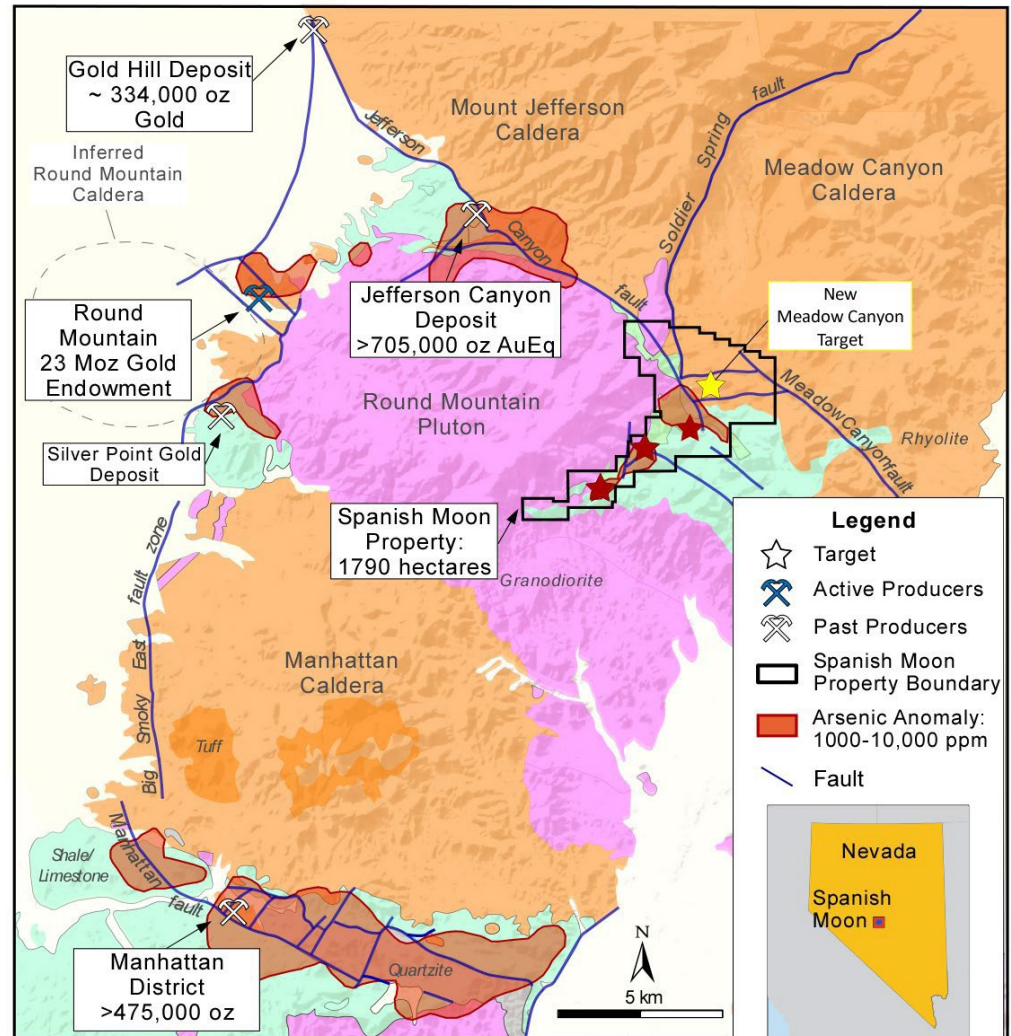 Gold Hill Deposit
~ 334,000 oz
Gold
Inferred
Round Mountain
Caldera
Mount Jefferson
Caldera
Jefferson
Canyon
fault
Soldier
Spring
fault
Meadow Canyon
Caldera
Round
Mountain
23 Moz Gold
Endowment
Jefferson Canyon
Deposit
>705,000 oz AuEq
New
Meadow Canyon
Target
Round Mountain
Pluton
Meadow Canyon fault
Rhyolite
Silver Point Gold
Deposit
Spanish Moon
Property:
1790 hectares
Granodiorite
Big Smoky East fault zone
Manhattan
Caldera
Tuff
Shale/
Limestone
Manhattan
fault
Quartzite
Manhattan
District
>475,000 oz
N
5 km
Legend
Target
Active Producers
Past Producers
Spanish Moon
Property Boundary
Arsenic Anomaly:
1000-10,000 ppm
Fault
Nevada
Spanish
Moon